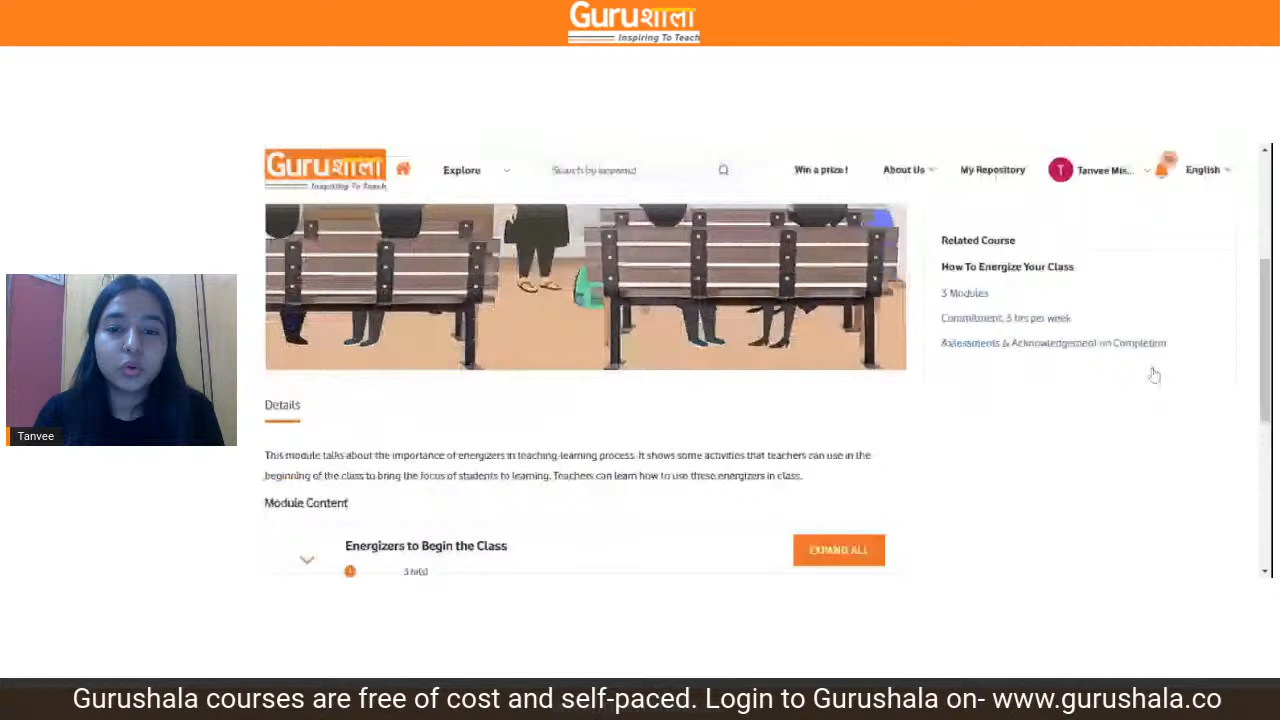 Guruशाला
Inspiring To Teach
Guruशाला
Inspiring To Teach
Explore
Search by keyword
Win a prize !
About Us
My Repository
T
Tanvee Mis...
English
Related Course
How To Energize Your Class
3 Modules
Commitment, 3 hrs per week
Assessments & Acknowledgement on Completion
Tanvee
Details
This module talks about the importance of energizers in teaching-learning process. It shows some activities that teachers can use in the
beginning of the class to bring the focus of students to learning. Teachers can learn how to use these energizers in class.
Module Content
Energizers to Begin the Class
EXPAND ALL
Gurushala courses are free of cost and self-paced. Login to Gurushala on- www.gurushala.co